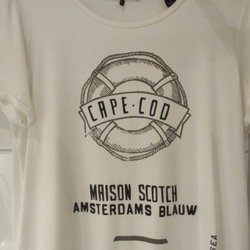 CAPE · COD
MAISON SCOTCH
AMSTERDAMS BLAUW